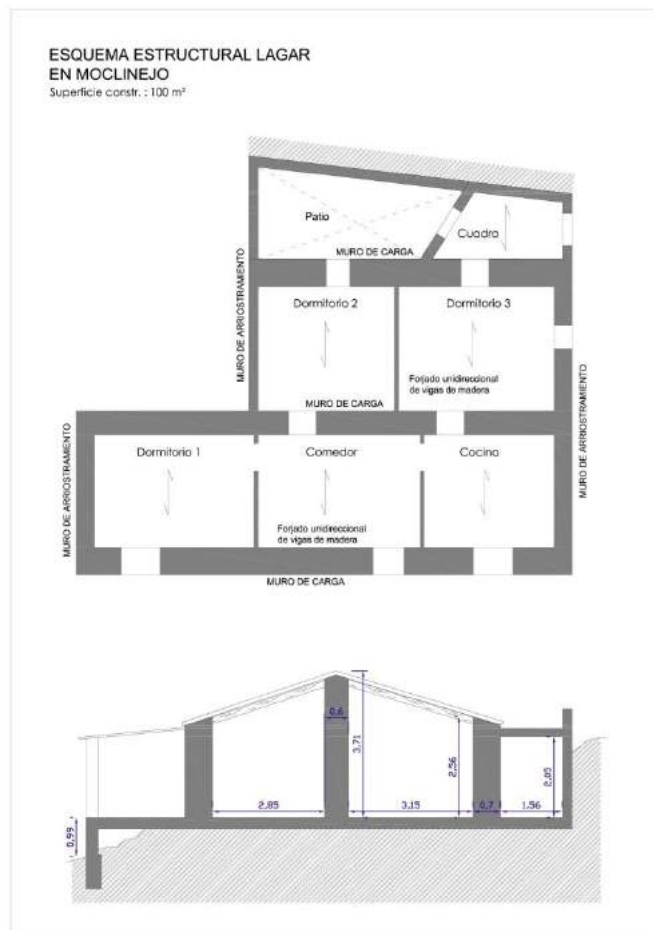 ESQUEMA ESTRUCTURAL LAGAR
EN MOCLINEJO
Superficie constr. : 100 m²
Patio
Cuadra
MURO DE CARGA
MURO DE ARRIOSTRAMIENTO
Dormitorio 2
Dormitorio 3
Forjado unidireccional
de vigas de madera
MURO DE CARGA
MURO DE ARRIOSTRAMIENTO
MURO DE ARRIOSTRAMIENTO
Dormitorio 1
Comedor
Cocina
Forjado unidireccional
de vigas de madera
MURO DE CARGA
0,6
3,71
2,56
2,05
2,85
3,15
0,7
1,56
0,99